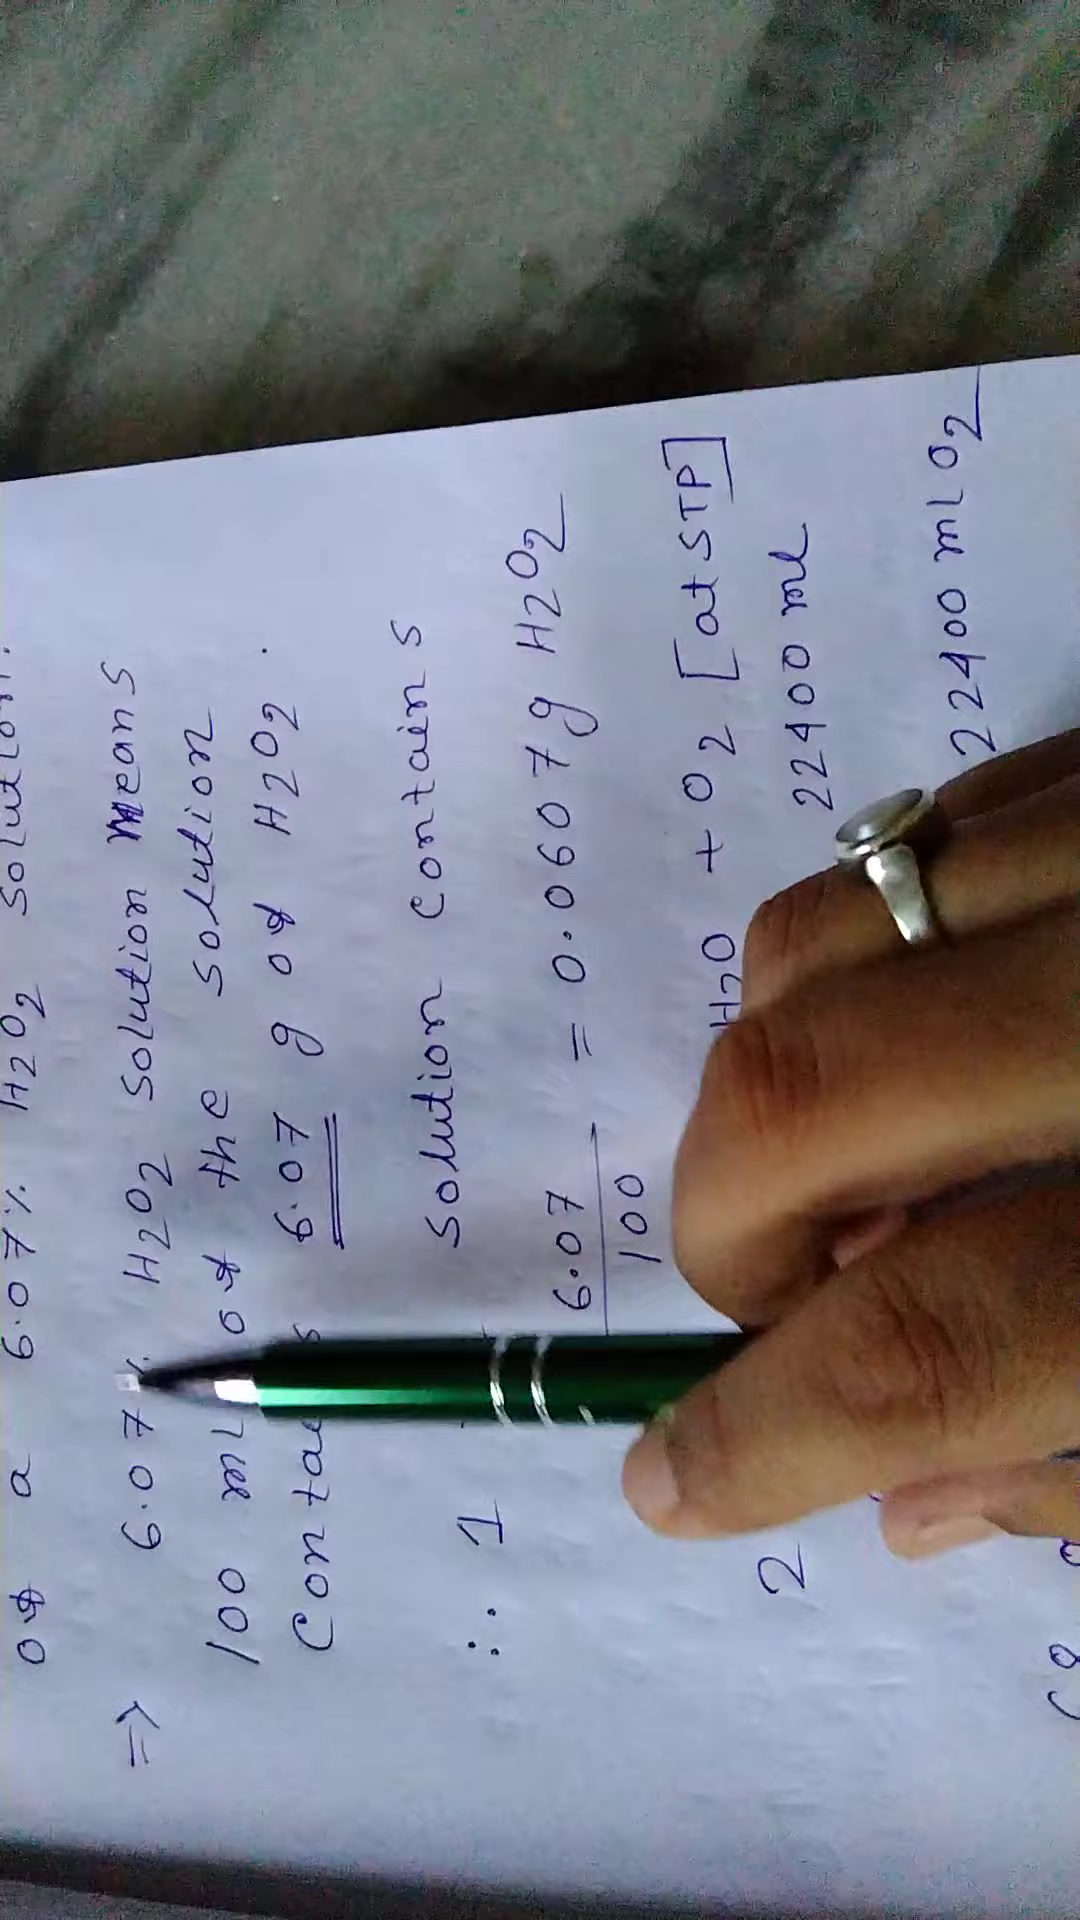 of a 6.07% H2O2 solution.
=> 6.07% H2O2 solution means
100 mL of the solution
Contains 6.07 g of H2O2.
∴ 1 solution contains
6.07/100 = 0.0607g H2O2
H2O + O2 [at STP]
2 22400 ml
22400 mL O2